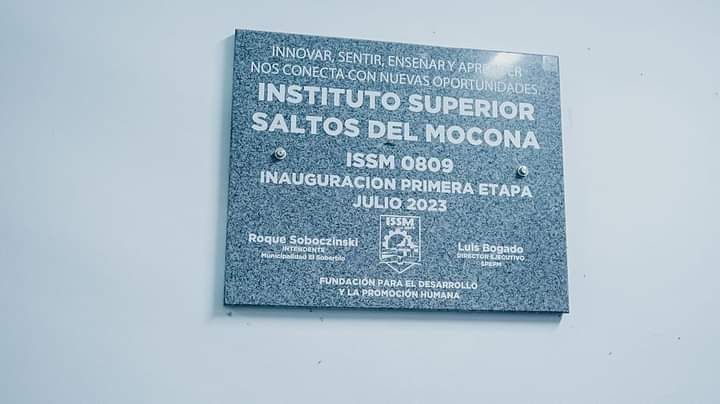 INNOVAR, SENTIR, ENSEÑAR Y APRENDER
NOS CONECTA CON NUEVAS OPORTUNIDADES.
INSTITUTO SUPERIOR
SALTOS DEL MOCONA
ISSM 0809
INAUGURACION PRIMERA ETAPA
JULIO 2023
ISSM
Roque Soboczinski
INTENDENTE
Municipalidad El Soberbio
Luis Bogado
DIRECTOR EJECUTIVO
SPEPM
FUNDACIÓN PARA EL DESARROLLO
Y LA PROMOCIÓN HUMANA